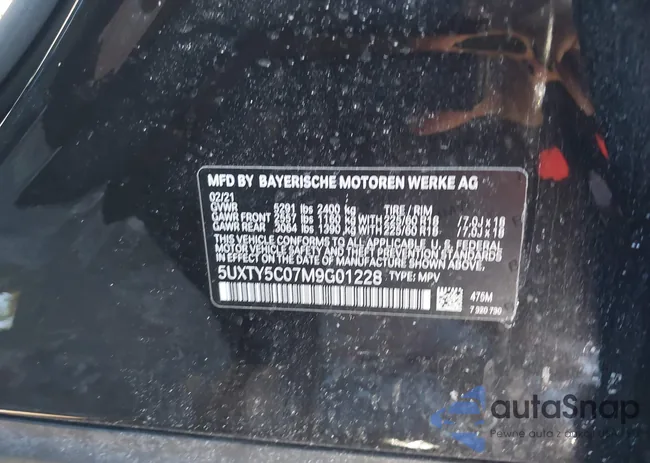 MFD BY BAYERISCHE MOTOREN WERKE AG
02/21
GVWR 5291 lbs 2400 kg TIRE / RIM
GAWR FRONT 2557 lbs 1160 kg WITH 225/60 R18 / 7.0J x 18
GAWR REAR 3064 lbs 1390 kg WITH 225/60 R18 / 7.0J x 18
THIS VEHICLE CONFORMS TO ALL APPLICABLE U.S. FEDERAL
MOTOR VEHICLE SAFETY AND THEFT PREVENTION STANDARDS
IN EFFECT ON THE DATE OF MANUFACTURE SHOWN ABOVE.
5UXTY5C07M9G01228 TYPE: MPV
475M
7 990 790
autoSnap
Pewne auto z